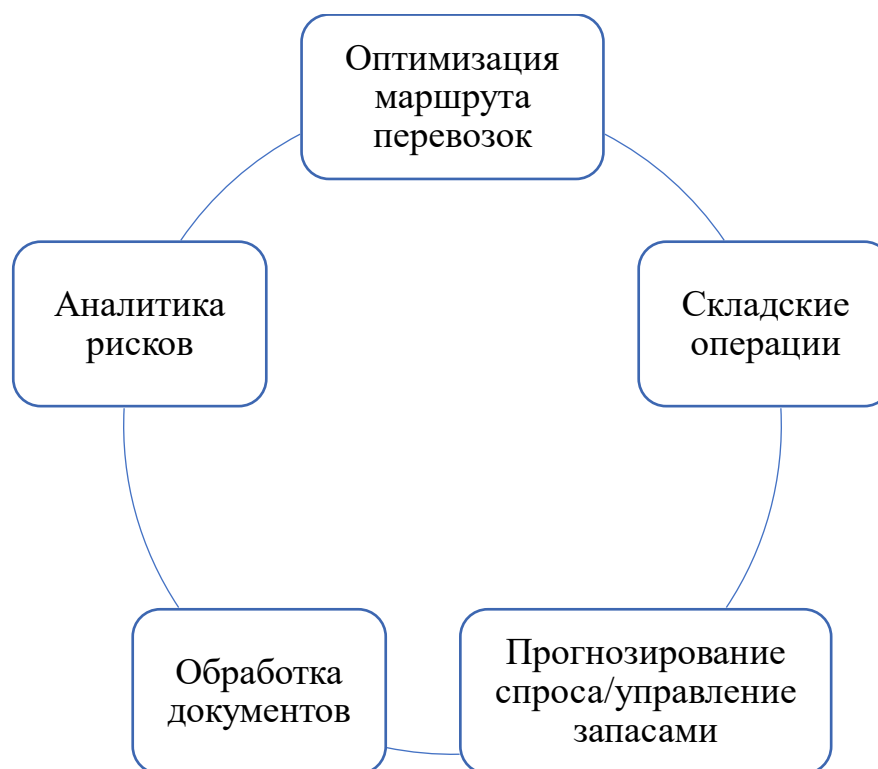 Оптимизация
маршрута
перевозок
Складские
операции
Прогнозирование
спроса/управление
запасами
Обработка
документов
Аналитика
рисков